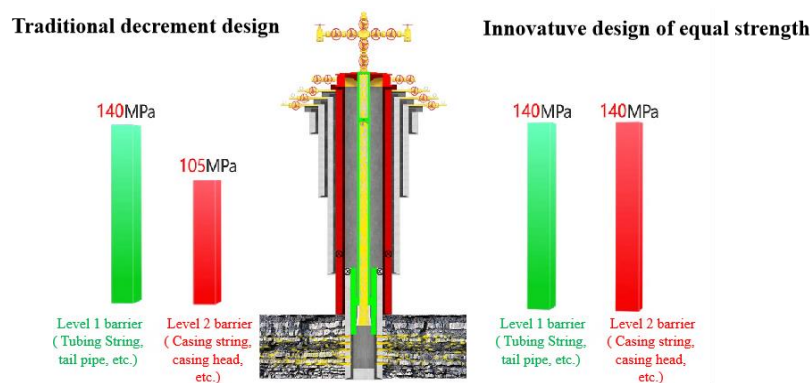 Traditional decrement design
Innovatuve design of equal strength
140MPa
105MPa
140MPa
140MPa
Level 1 barrier
( Tubing String,
tail pipe, etc.)
Level 2 barrier
( Casing string,
casing head,
etc.)
Level 1 barrier
( Tubing String,
tail pipe, etc.)
Level 2 barrier
( Casing string,
casing head,
etc.)